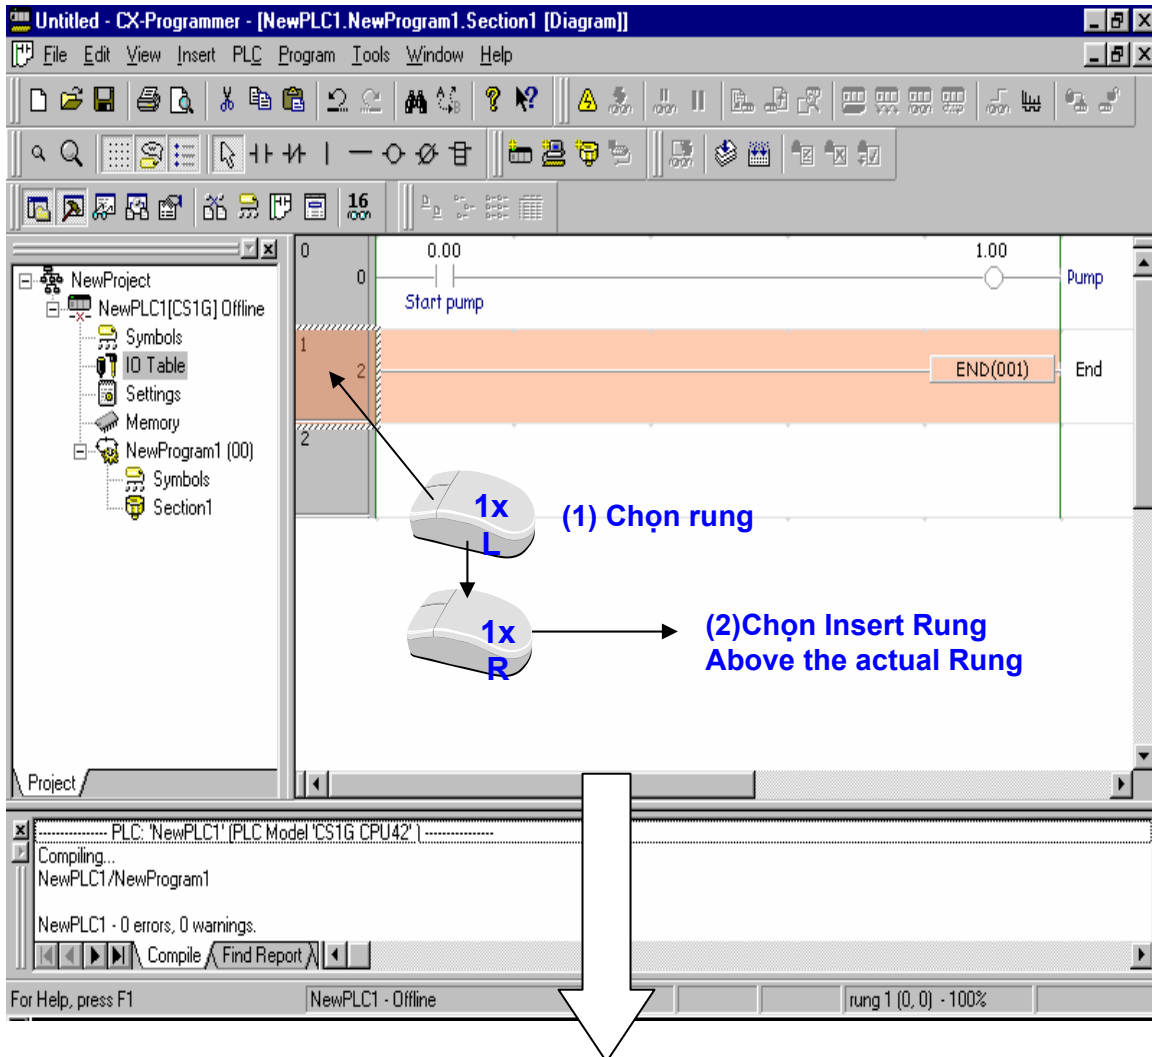 Untitled - CX-Programmer - [NewPLC1.NewProgram1.Section1 [Diagram]]
File Edit View Insert PLC Program Tools Window Help
16
NewProject
NewPLC1[CS1G] Offline
Symbols
IO Table
Settings
Memory
NewProgram1 (00)
Symbols
Section1
Project
0 0.00 1.00
0 Pump
Start pump
1
2 END(001) End
2
1x
L
(1) Chọn rung
1x
R
(2)Chọn Insert Rung
Above the actual Rung
--------------- PLC: 'NewPLC1' (PLC Model 'CS1G CPU42' ) ---------------
Compiling...
NewPLC1/NewProgram1
NewPLC1 - 0 errors, 0 warnings.
Compile Find Report
For Help, press F1 NewPLC1 - Offline rung 1 (0, 0) - 100%